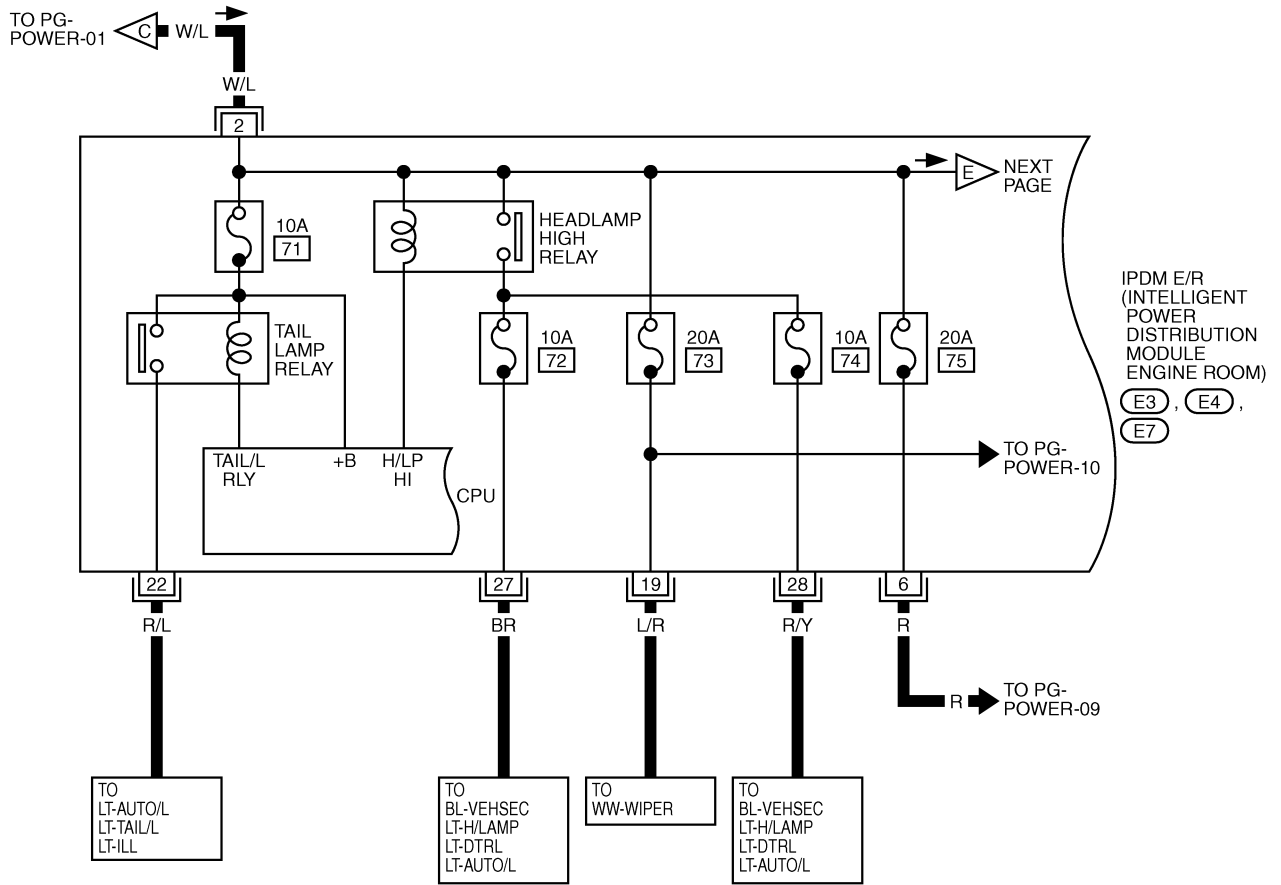 TO PG-
POWER-01
C
W/L
W/L
2
E
NEXT
PAGE
10A
71
HEADLAMP
HIGH
RELAY
TAIL
LAMP
RELAY
10A
72
20A
73
10A
74
20A
75
IPDM E/R
(INTELLIGENT
POWER
DISTRIBUTION
MODULE
ENGINE ROOM)
E3 , E4 ,
E7
TAIL/L
RLY
+B
H/LP
HI
CPU
TO PG-
POWER-10
22
27
19
28
6
R/L
BR
L/R
R/Y
R
R
TO PG-
POWER-09
TO
LT-AUTO/L
LT-TAIL/L
LT-ILL
TO
BL-VEHSEC
LT-H/LAMP
LT-DTRL
LT-AUTO/L
TO
WW-WIPER
TO
BL-VEHSEC
LT-H/LAMP
LT-DTRL
LT-AUTO/L